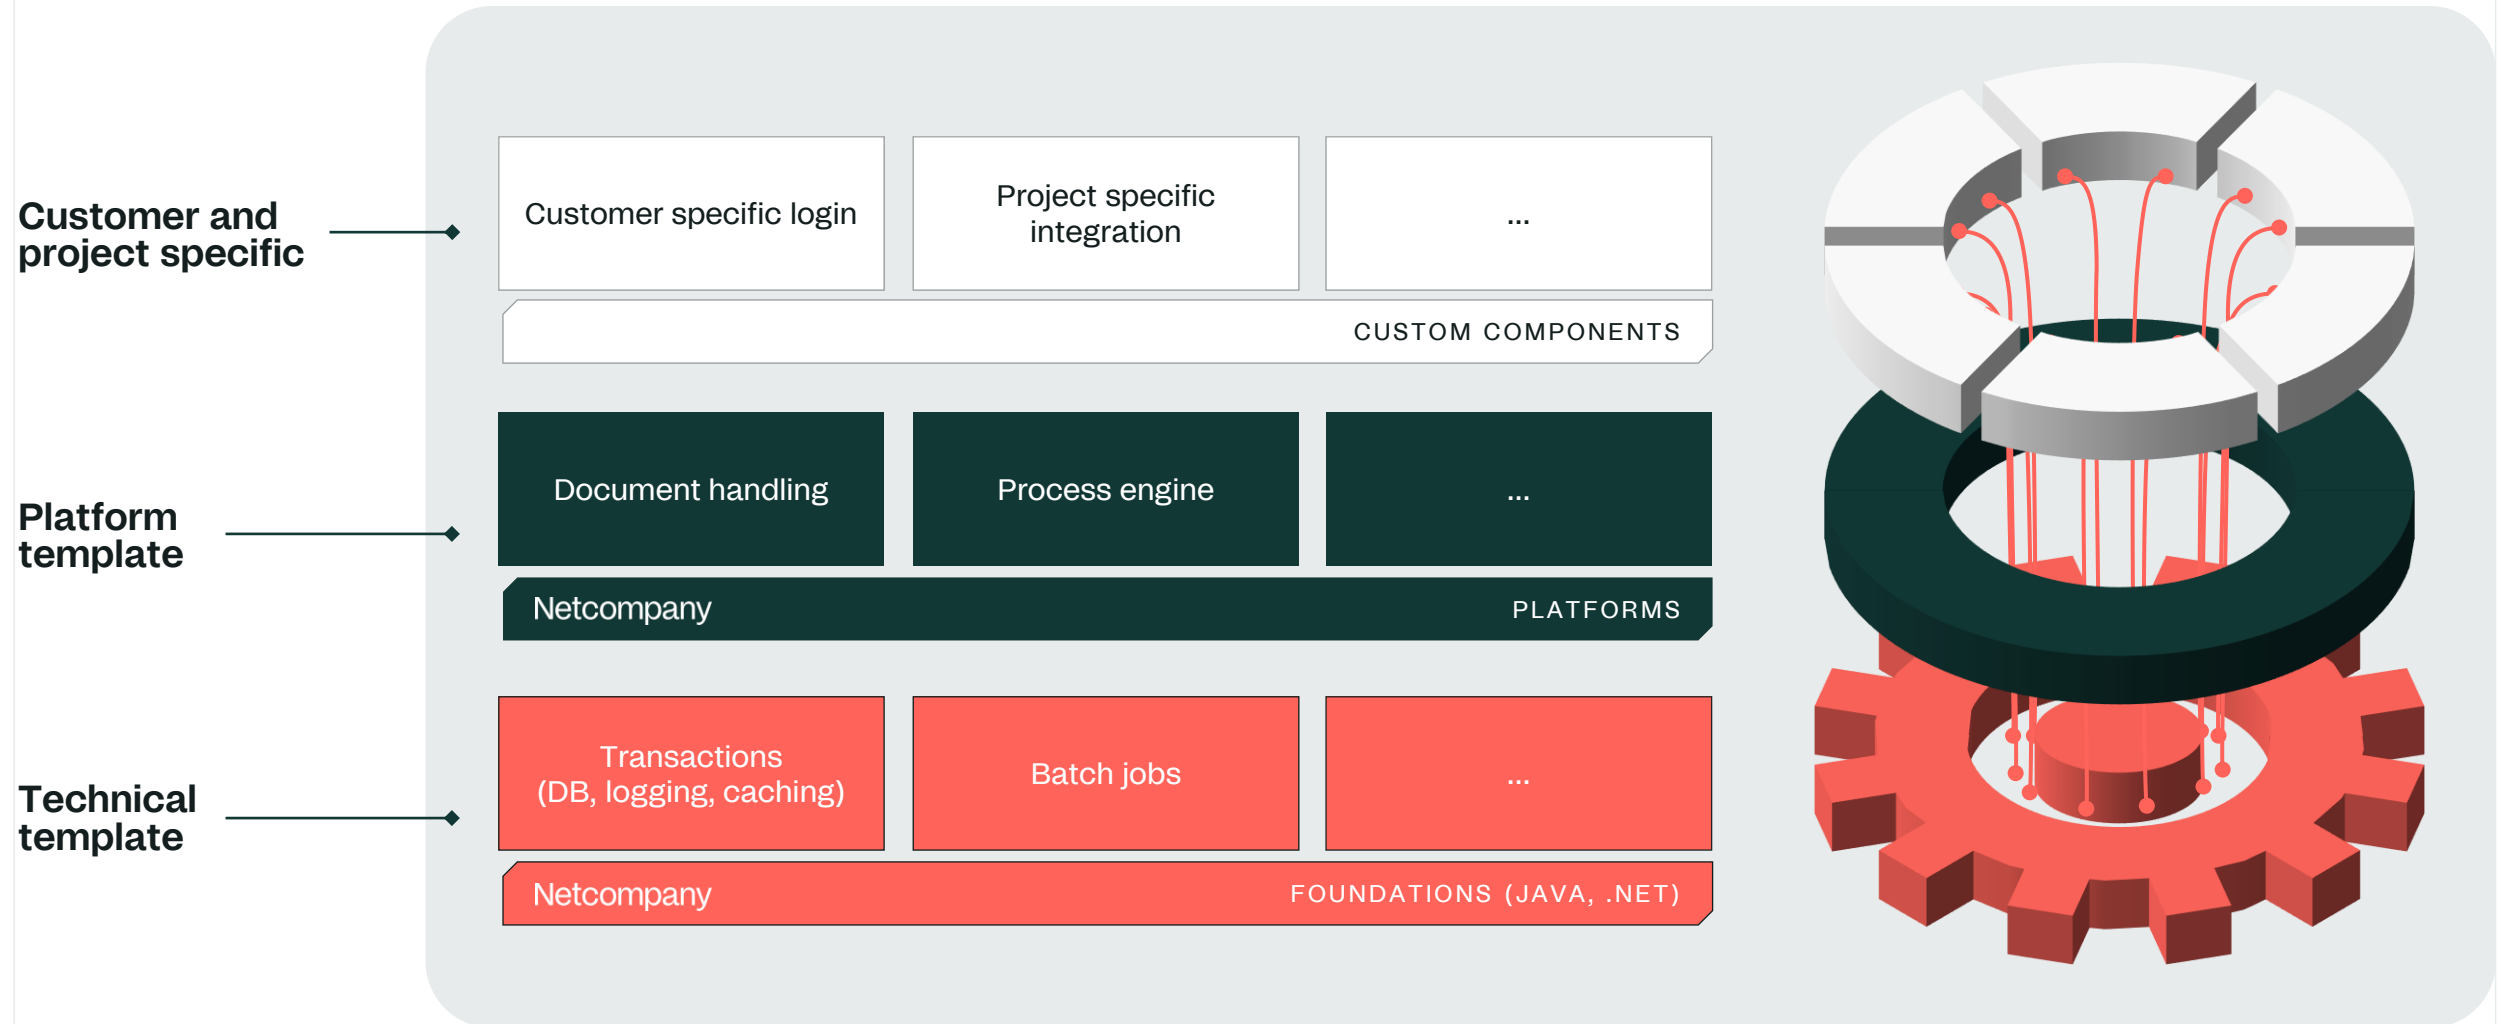 Customer and
project specific
Customer specific login
Project specific
integration
...
CUSTOM COMPONENTS
Platform
template
Document handling
Process engine
...
Netcompany
PLATFORMS
Technical
template
Transactions
(DB, logging, caching)
Batch jobs
...
Netcompany
FOUNDATIONS (JAVA, .NET)